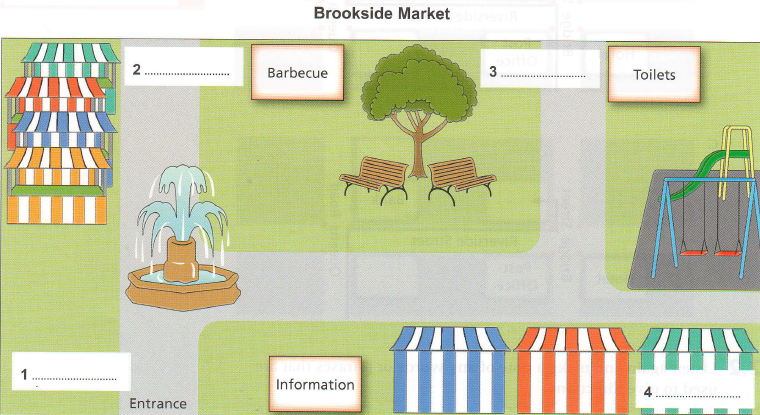 Brookside Market
2 ........................
Barbecue
3 ........................
Toilets
1 ........................
Information
Entrance
4 ........................